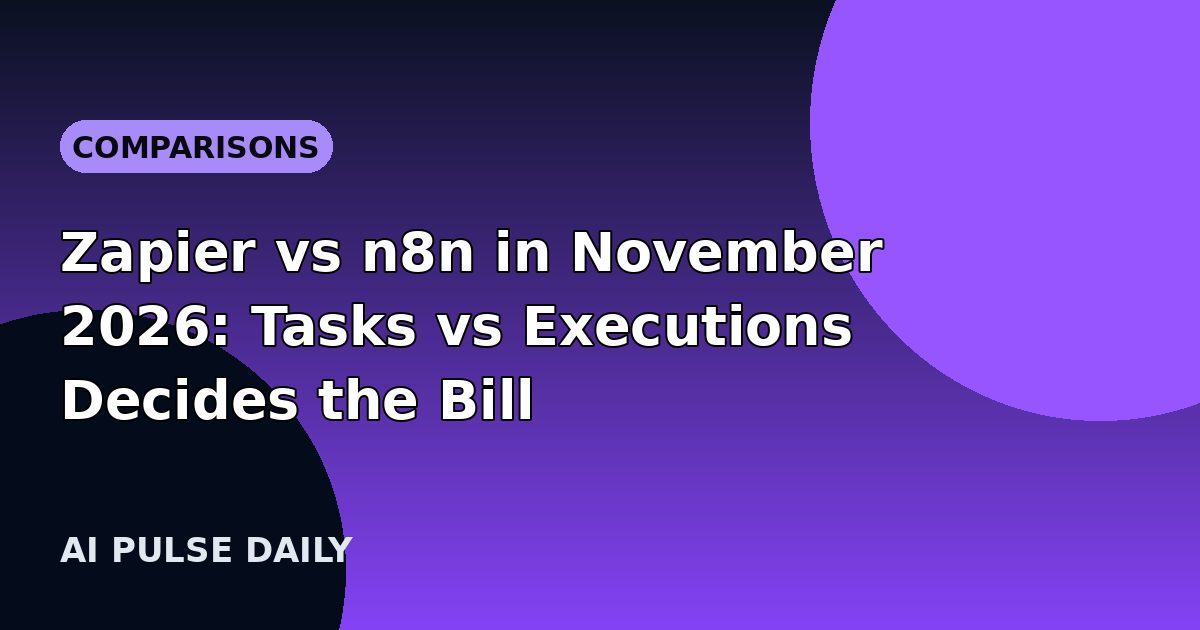 COMPARISONS
Zapier vs n8n in November
2026: Tasks vs Executions
Decides the Bill
AI PULSE DAILY